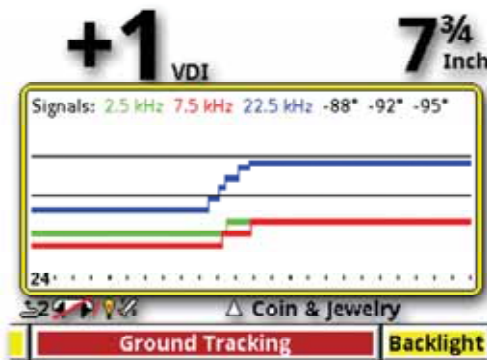 +1 VDI 7¾ Inch
Signals: 2.5 kHz 7.5 kHz 22.5 kHz -88° -92° -95°
24
2 Coin & Jewelry
Ground Tracking Backlight